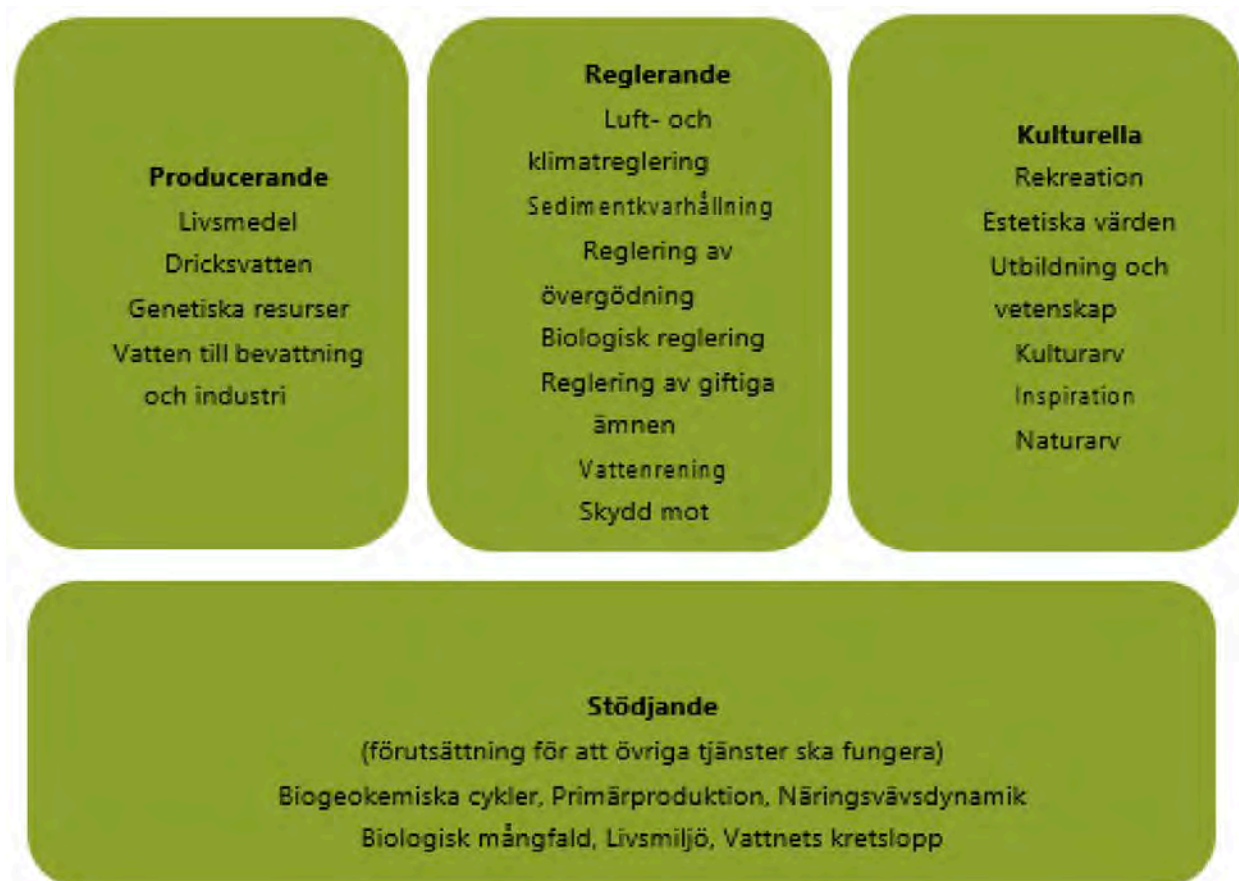 Producerande
Livsmedel
Dricksvatten
Genetiska resurser
Vatten till bevattning
och industri
Reglerande
Luft- och
klimatreglering
Sedimentkvarhållning
Reglering av
övergödning
Biologisk reglering
Reglering av giftiga
ämnen
Vattenrening
Skydd mot
Kulturella
Rekreation
Estetiska värden
Utbildning och
vetenskap
Kulturarv
Inspiration
Naturarv
Stödjande
(förutsättning för att övriga tjänster ska fungera)
Biogeokemiska cykler, Primärproduktion, Näringsvävsdynamik
Biologisk mångfald, Livsmiljö, Vattnets kretslopp